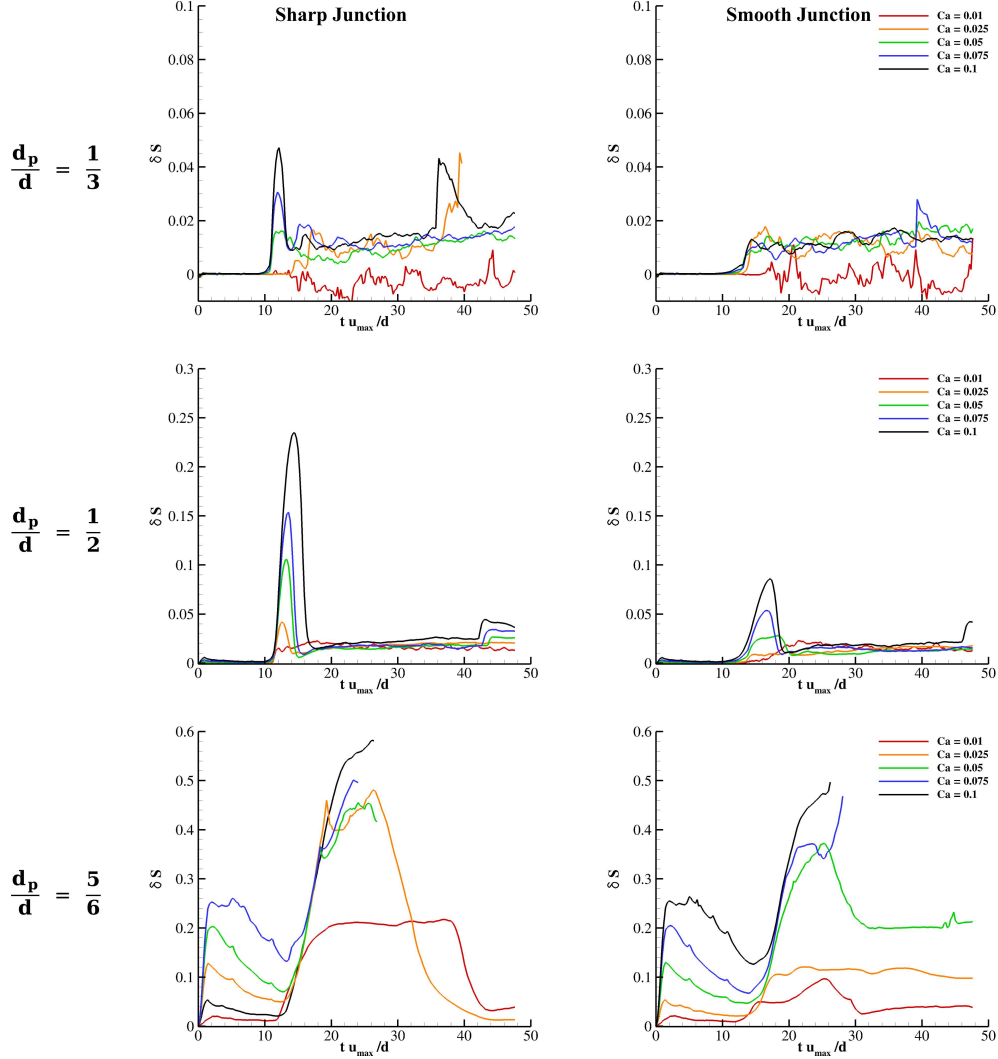 Sharp Junction
Smooth Junction
d_p/d = 1/3
0.1
0.08
0.06
0.04
0.02
0
δ S
0 10 20 30 40 50
t u_max /d
0.1
0.08
0.06
0.04
0.02
0
δ S
0 10 20 30 40 50
t u_max /d
Ca = 0.01
Ca = 0.025
Ca = 0.05
Ca = 0.075
Ca = 0.1
d_p/d = 1/2
0.3
0.25
0.2
0.15
0.1
0.05
0
δ S
0 10 20 30 40 50
t u_max /d
0.3
0.25
0.2
0.15
0.1
0.05
0
δ S
0 10 20 30 40 50
t u_max /d
Ca = 0.01
Ca = 0.025
Ca = 0.05
Ca = 0.075
Ca = 0.1
d_p/d = 5/6
0.6
0.5
0.4
0.3
0.2
0.1
0
δ S
0 10 20 30 40 50
t u_max /d
0.6
0.5
0.4
0.3
0.2
0.1
0
δ S
0 10 20 30 40 50
t u_max /d
Ca = 0.01
Ca = 0.025
Ca = 0.05
Ca = 0.075
Ca = 0.1